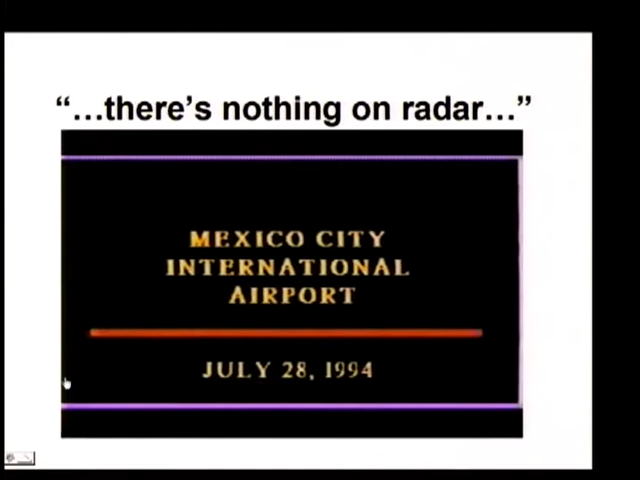 “…there’s nothing on radar…”
MEXICO CITY
INTERNATIONAL
AIRPORT
JULY 28, 1994